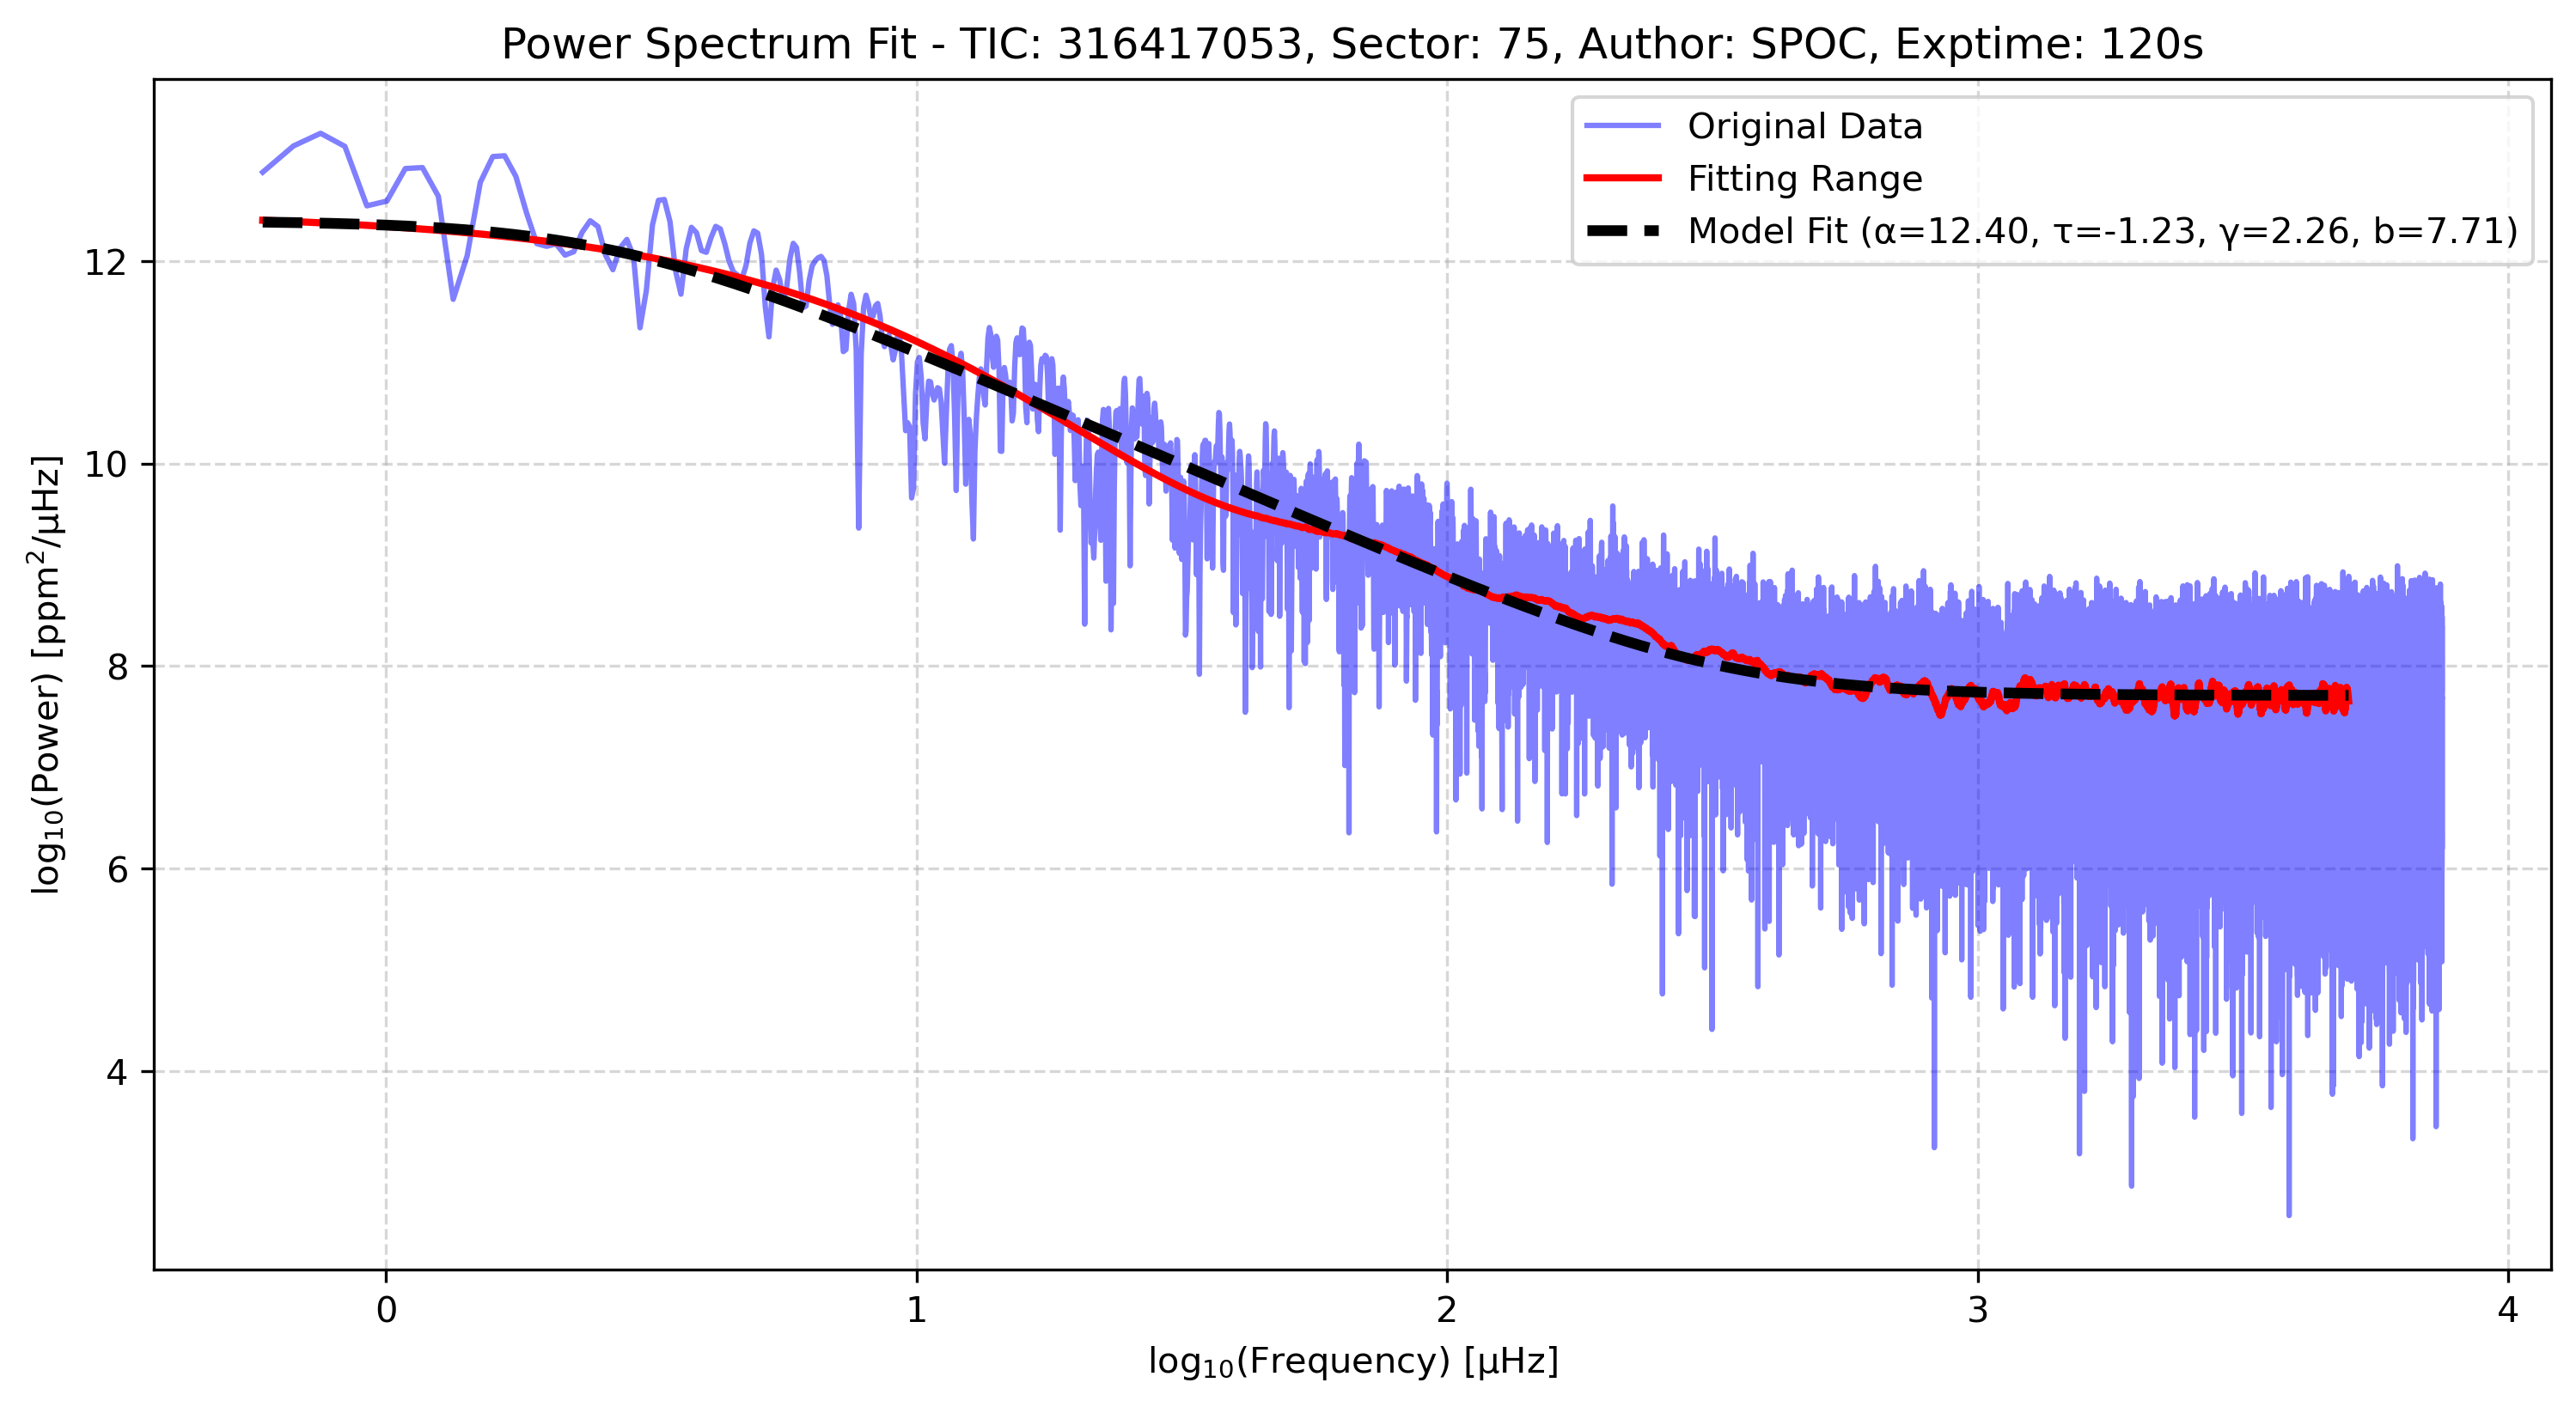 Power Spectrum Fit - TIC: 316417053, Sector: 75, Author: SPOC, Exptime: 120s
Original Data
Fitting Range
Model Fit (α=12.40, τ=-1.23, γ=2.26, b=7.71)
log₁₀(Power) [ppm²/μHz]
12
10
8
6
4
0 1 2 3 4
log₁₀(Frequency) [μHz]